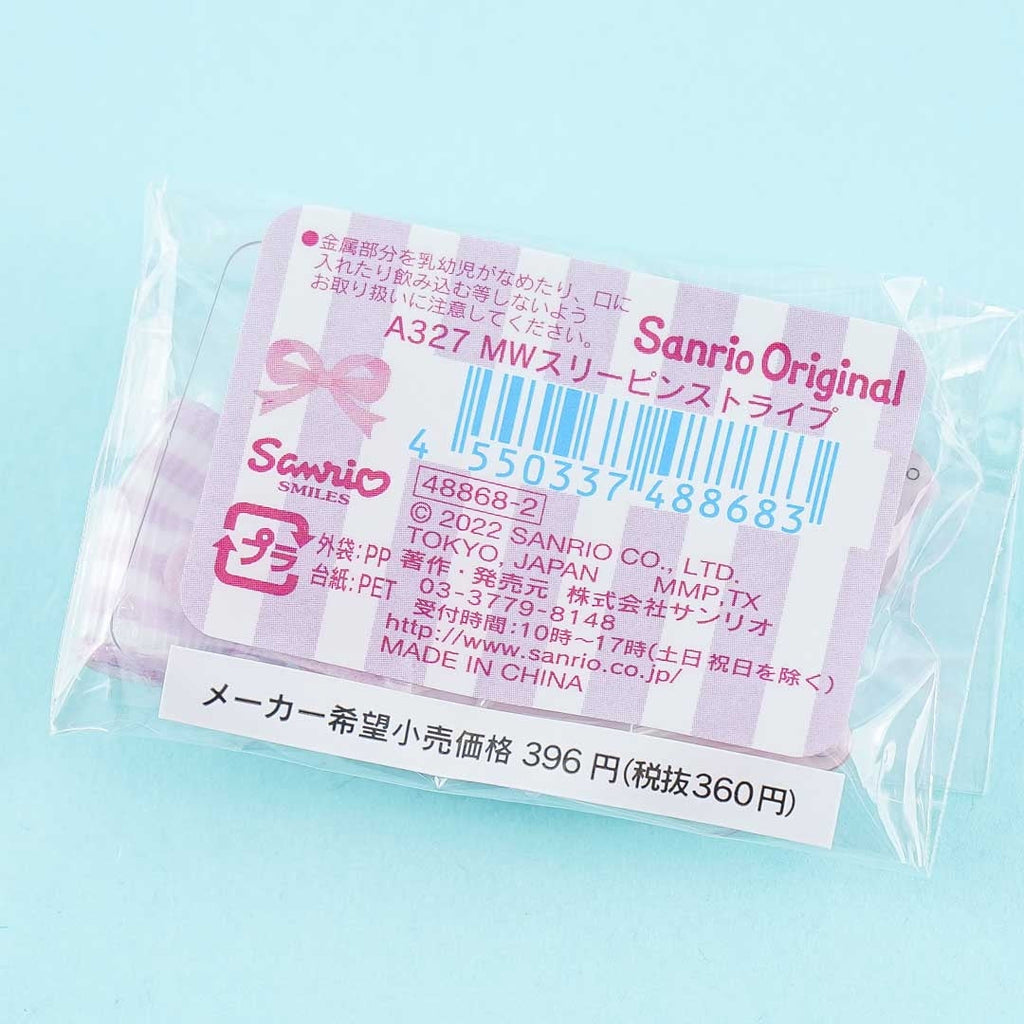 ●金属部分を乳幼児がなめたり、口に
入れたり飲み込む等しないよう
お取り扱いに注意してください。
Sanrio Original
A327 MWスリーピンストライプ
4 550337 488683
Sanrio
SMILES
48868-2
© 2022 SANRIO CO., LTD.
TOKYO, JAPAN MMP,TX
プラ
外袋:PP
台紙:PET
著作・発売元 株式会社サンリオ
03-3779-8148
受付時間:10時〜17時(土日祝日を除く)
http://www.sanrio.co.jp/
MADE IN CHINA
メーカー希望小売価格 396 円(税抜360円)